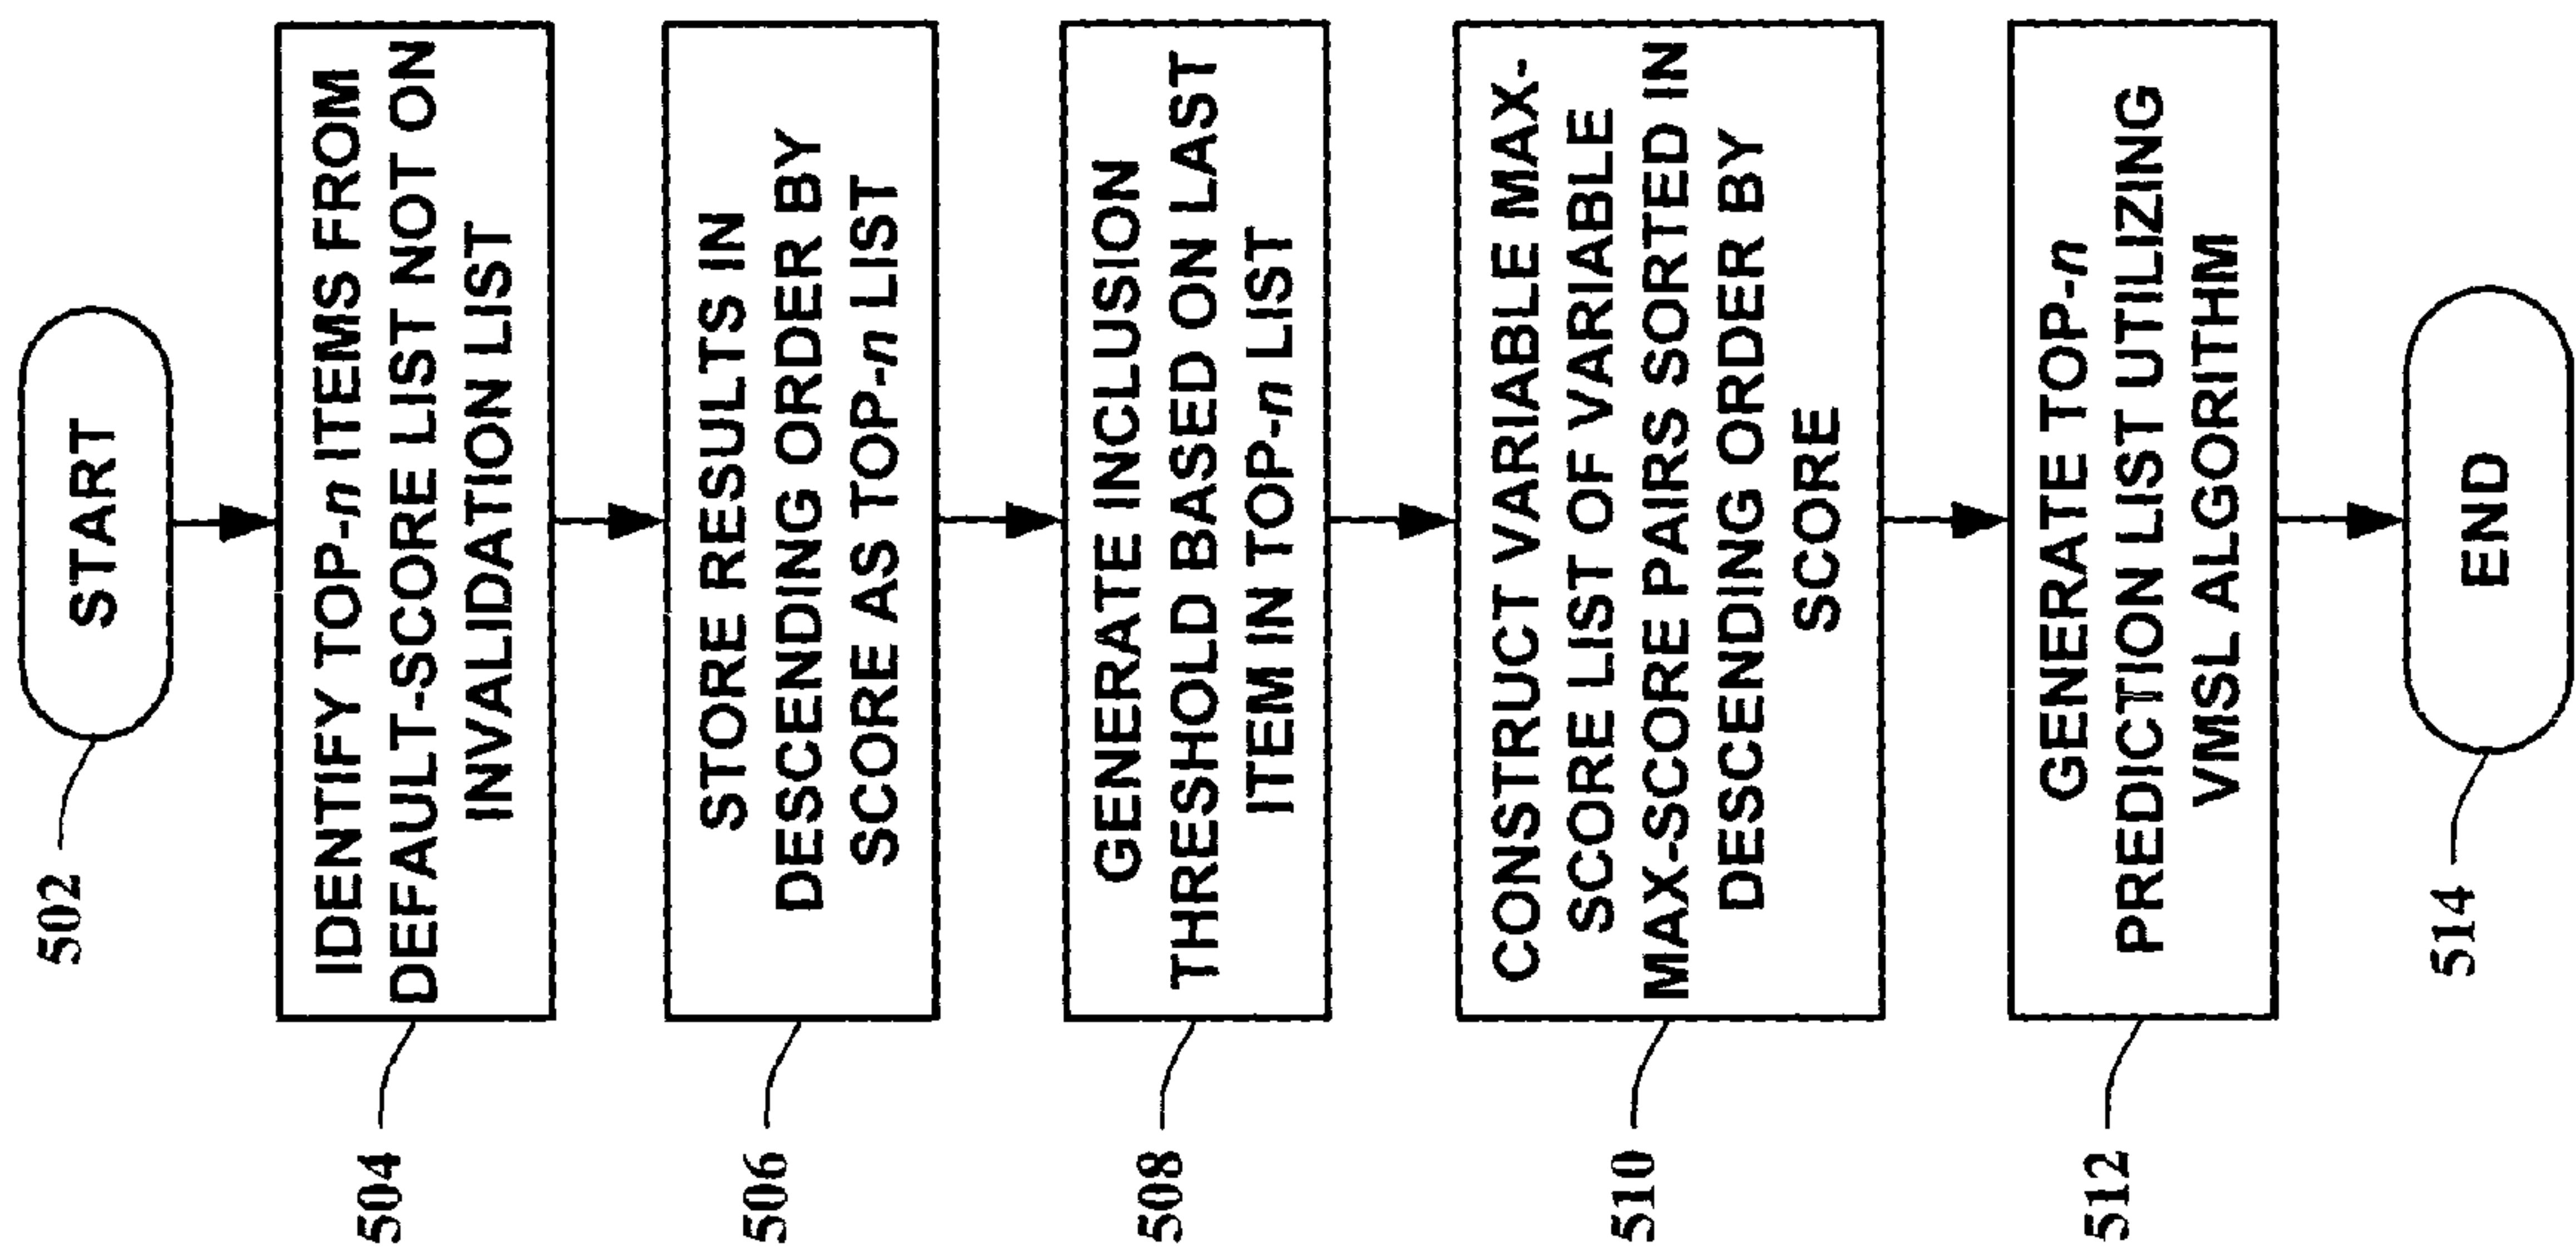 START
502
IDENTIFY TOP-n ITEMS FROM
DEFAULT-SCORE LIST NOT ON
INVALIDATION LIST
504
STORE RESULTS IN
DESCENDING ORDER BY
SCORE AS TOP-n LIST
506
GENERATE INCLUSION
THRESHOLD BASED ON LAST
ITEM IN TOP-n LIST
508
CONSTRUCT VARIABLE MAX-
SCORE LIST OF VARIABLE
MAX-SCORE PAIRS SORTED IN
DESCENDING ORDER BY
SCORE
510
GENERATE TOP-n
PREDICTION LIST UTILIZING
VMSL ALGORITHM
512
END
514